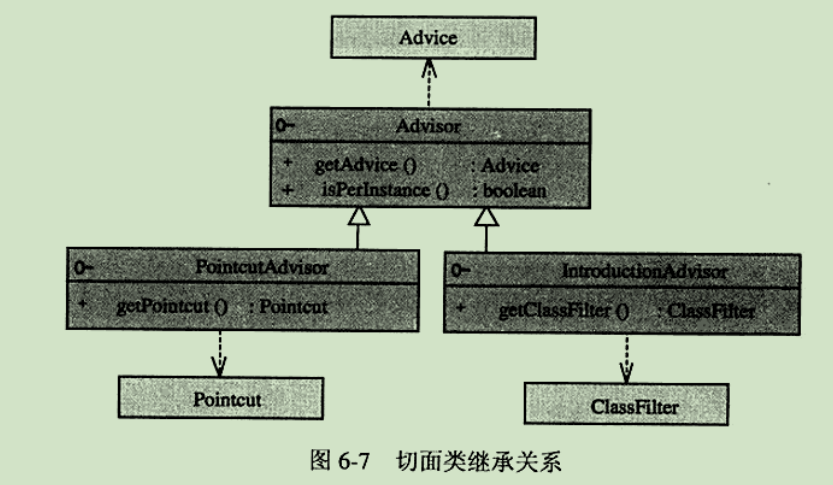 Advice
Advisor
+ getAdvice () : Advice
+ isPerInstance () : boolean
PointcutAdvisor
+ getPointcut () : Pointcut
IntroductionAdvisor
+ getClassFilter () : ClassFilter
Pointcut
ClassFilter
图 6-7 切面类继承关系